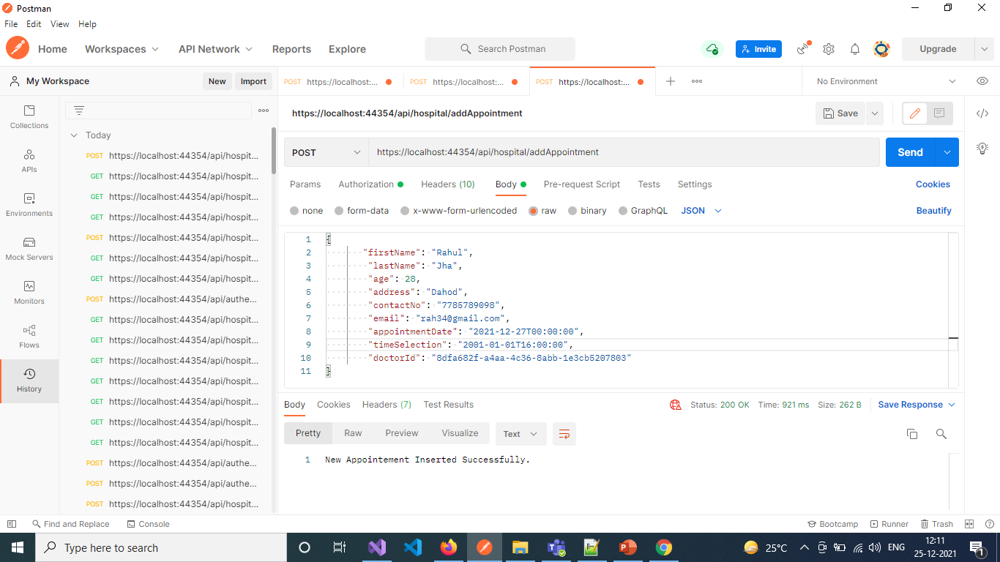 Postman
File Edit View Help
Home Workspaces API Network Reports Explore Search Postman Invite Upgrade
My Workspace New Import
POST https://localhost:... POST https://localhost:... POST https://localhost:... No Environment
https://localhost:44354/api/hospital/addAppointment Save
POST https://localhost:44354/api/hospital/addAppointment Send
Params Authorization Headers (10) Body Pre-request Script Tests Settings Cookies
none form-data x-www-form-urlencoded raw binary GraphQL JSON Beautify
1 {
2 "firstName": "Rahul",
3 "lastName": "Jha",
4 "age": 28,
5 "address": "Dahod",
6 "contactNo": "7785789098",
7 "email": "rah34@gmail.com",
8 "appointmentDate": "2021-12-27T00:00:00",
9 "timeSelection": "2001-01-01T16:00:00",
10 "doctorId": "8dfa682f-a4aa-4c36-8abb-1e3cb5207803"
11 }
Body Cookies Headers (7) Test Results Status: 200 OK Time: 921 ms Size: 262 B Save Response
Pretty Raw Preview Visualize Text
1 New Appointement Inserted Successfully.
Collections
APIs
Environments
Mock Servers
Monitors
Flows
History
Today
POST https://localhost:44354/api/hospit...
GET https://localhost:44354/api/hospit...
GET https://localhost:44354/api/hospit...
GET https://localhost:44354/api/hospit...
POST https://localhost:44354/api/hospit...
GET https://localhost:44354/api/hospit...
GET https://localhost:44354/api/hospit...
POST https://localhost:44354/api/authe...
GET https://localhost:44354/api/hospit...
GET https://localhost:44354/api/hospit...
GET https://localhost:44354/api/hospit...
GET https://localhost:44354/api/hospit...
GET https://localhost:44354/api/hospit...
GET https://localhost:44354/api/hospit...
GET https://localhost:44354/api/hospit...
POST https://localhost:44354/api/authe...
POST https://localhost:44354/api/authe...
POST https://localhost:44354/api/hospit...
Find and Replace Console Bootcamp Runner Trash
Type here to search 25°C ENG 12:11
25-12-2021 1